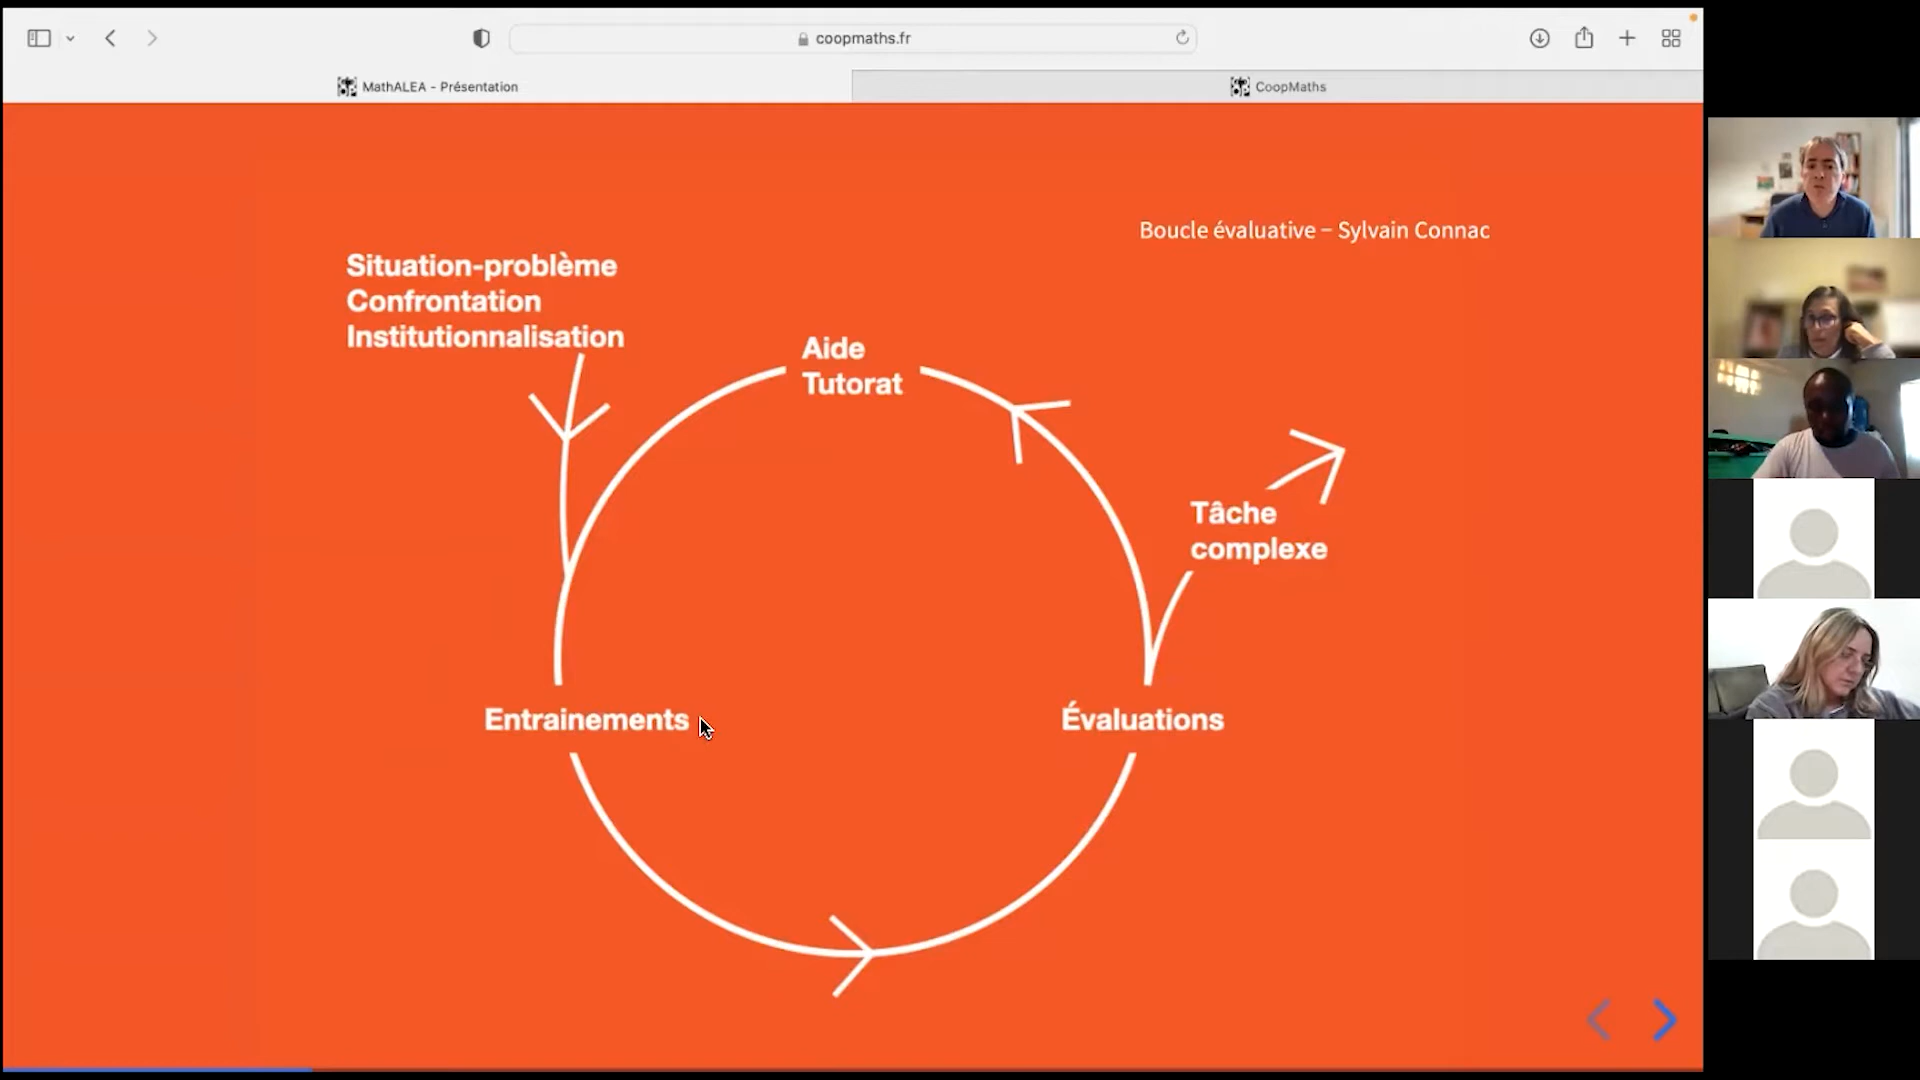 coopmaths.fr
MathALEA - Présentation
CoopMaths
Boucle évaluative – Sylvain Connac
Situation-problème
Confrontation
Institutionnalisation
Aide
Tutorat
Tâche
complexe
Entrainements
Évaluations